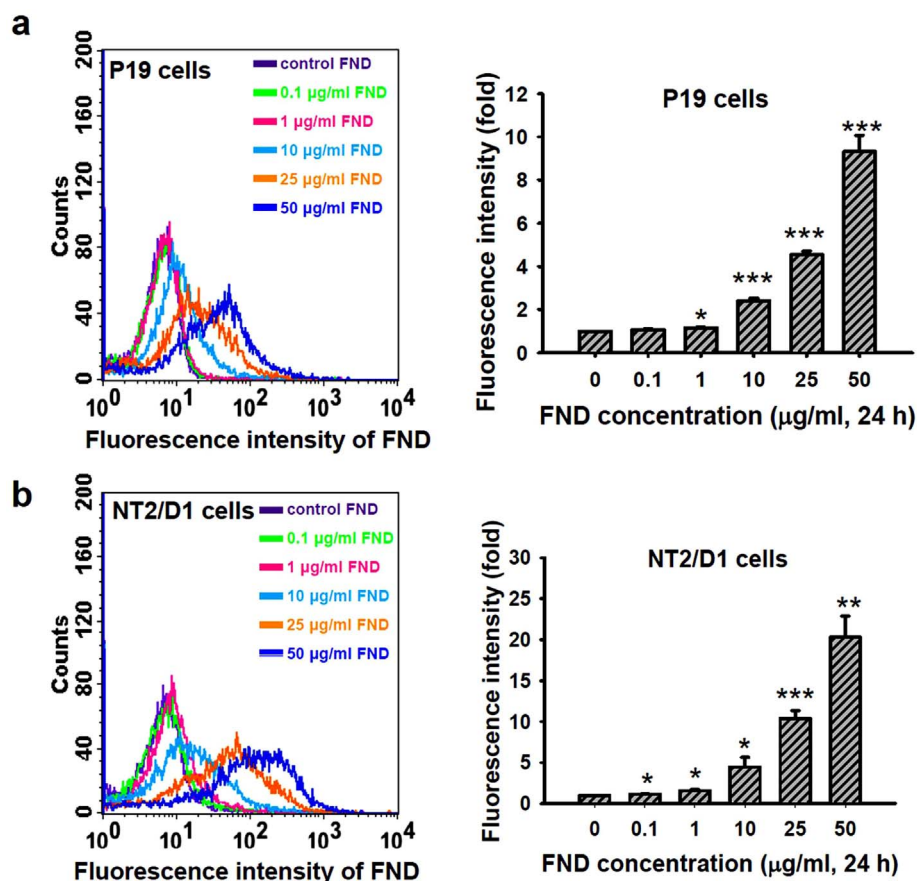 a
P19 cells
control FND
0.1 µg/ml FND
1 µg/ml FND
10 µg/ml FND
25 µg/ml FND
50 µg/ml FND
Counts
200
160
120
80
40
0
10^0 10^1 10^2 10^3 10^4
Fluorescence intensity of FND
P19 cells
Fluorescence intensity (fold)
12
10
8
6
4
2
0
* *** *** ***
0 0.1 1 10 25 50
FND concentration (µg/ml, 24 h)
b
NT2/D1 cells
control FND
0.1 µg/ml FND
1 µg/ml FND
10 µg/ml FND
25 µg/ml FND
50 µg/ml FND
Counts
200
160
120
80
40
0
10^0 10^1 10^2 10^3 10^4
Fluorescence intensity of FND
NT2/D1 cells
Fluorescence intensity (fold)
30
25
20
15
10
5
0
* * * *** **
0 0.1 1 10 25 50
FND concentration (µg/ml, 24 h)